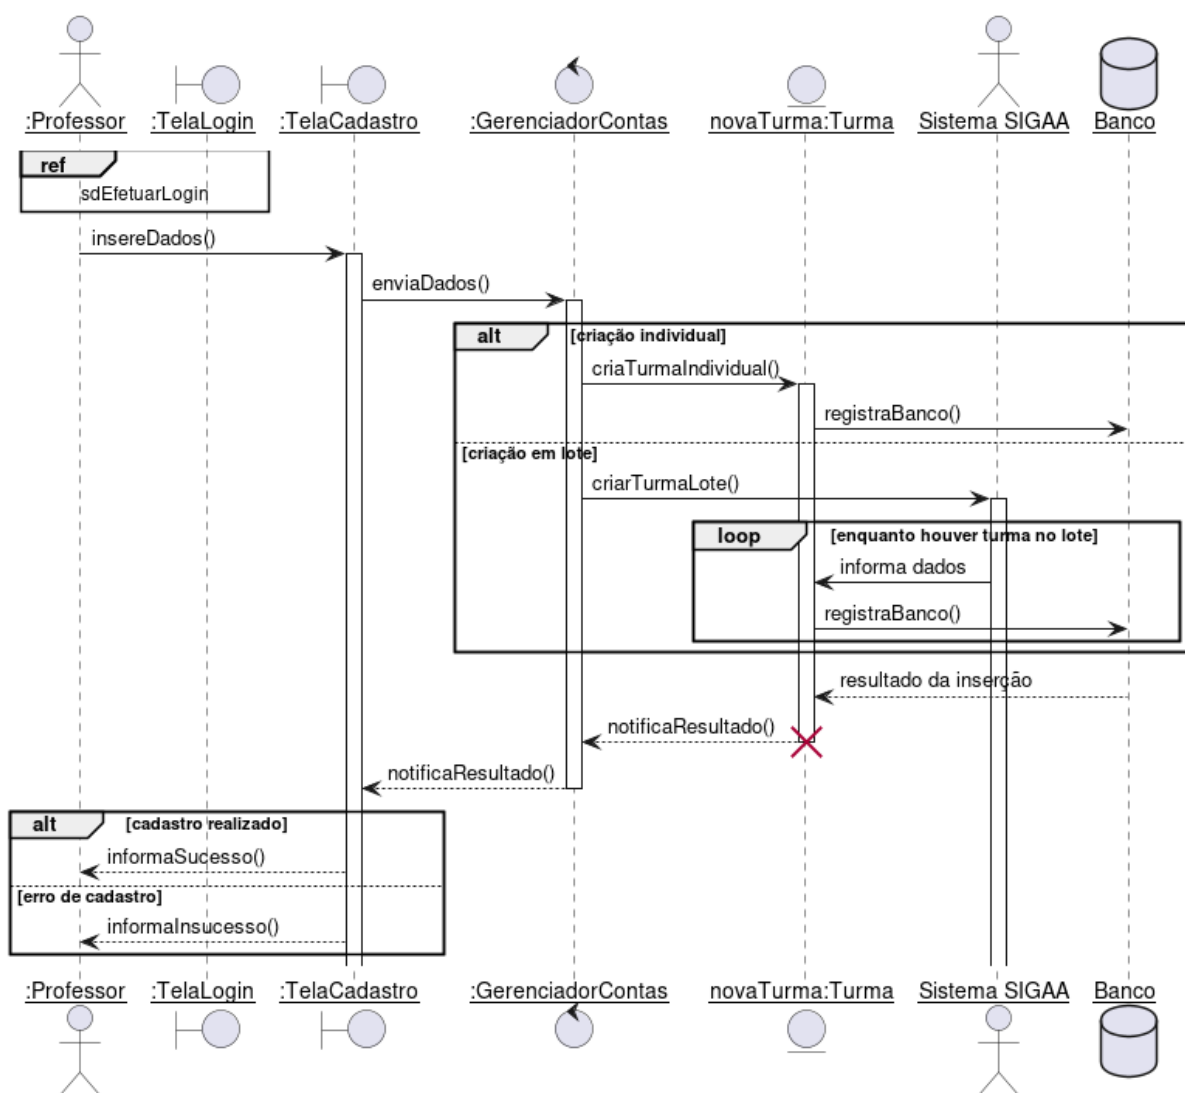 :Professor :TelaLogin :TelaCadastro :GerenciadorContas novaTurma:Turma Sistema SIGAA Banco
ref
sdEfetuarLogin
insereDados()
enviaDados()
alt [criação individual]
criaTurmaIndividual()
registraBanco()
[criação em lote]
criarTurmaLote()
loop [enquanto houver turma no lote]
informa dados
registraBanco()
resultado da inserção
notificaResultado()
notificaResultado()
alt [cadastro realizado]
informaSucesso()
[erro de cadastro]
informaInsucesso()
:Professor :TelaLogin :TelaCadastro :GerenciadorContas novaTurma:Turma Sistema SIGAA Banco